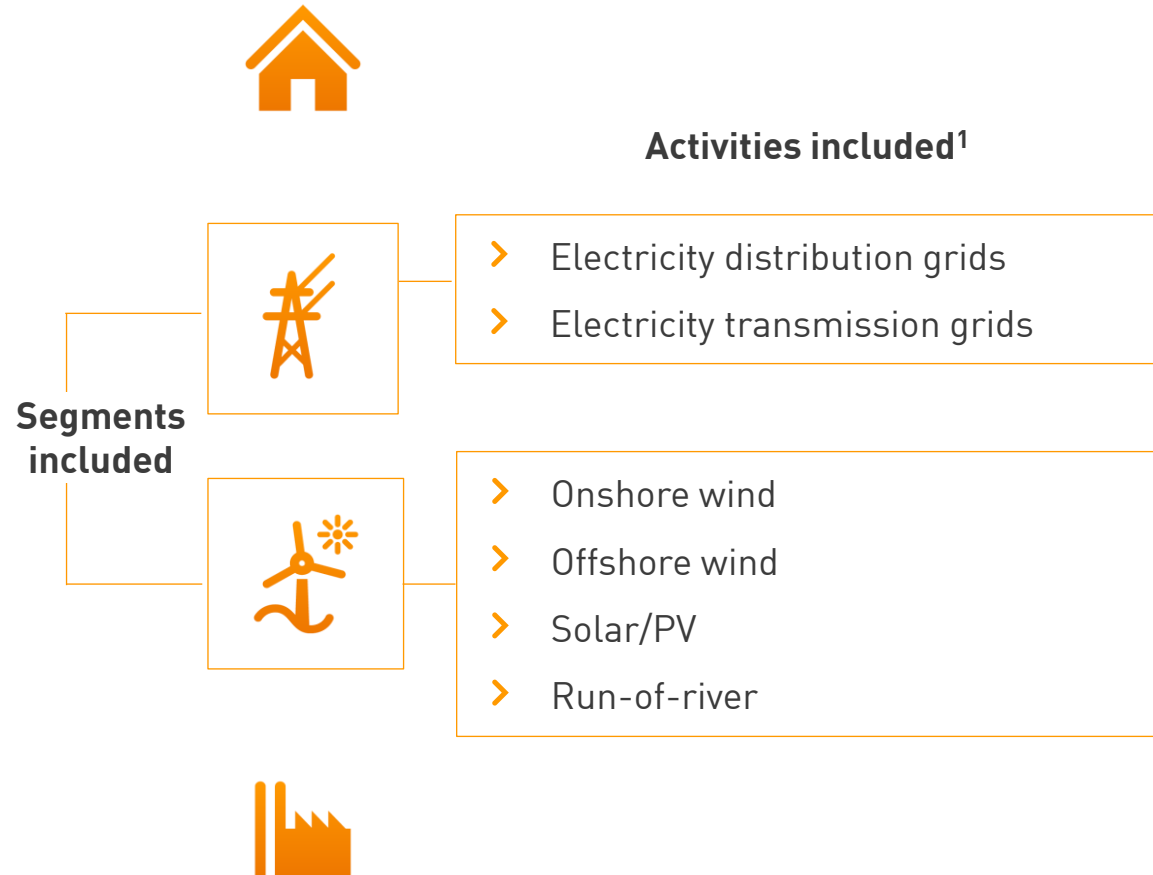 Activities included¹
Electricity distribution grids
Electricity transmission grids
Segments
included
Onshore wind
Offshore wind
Solar/PV
Run-of-river